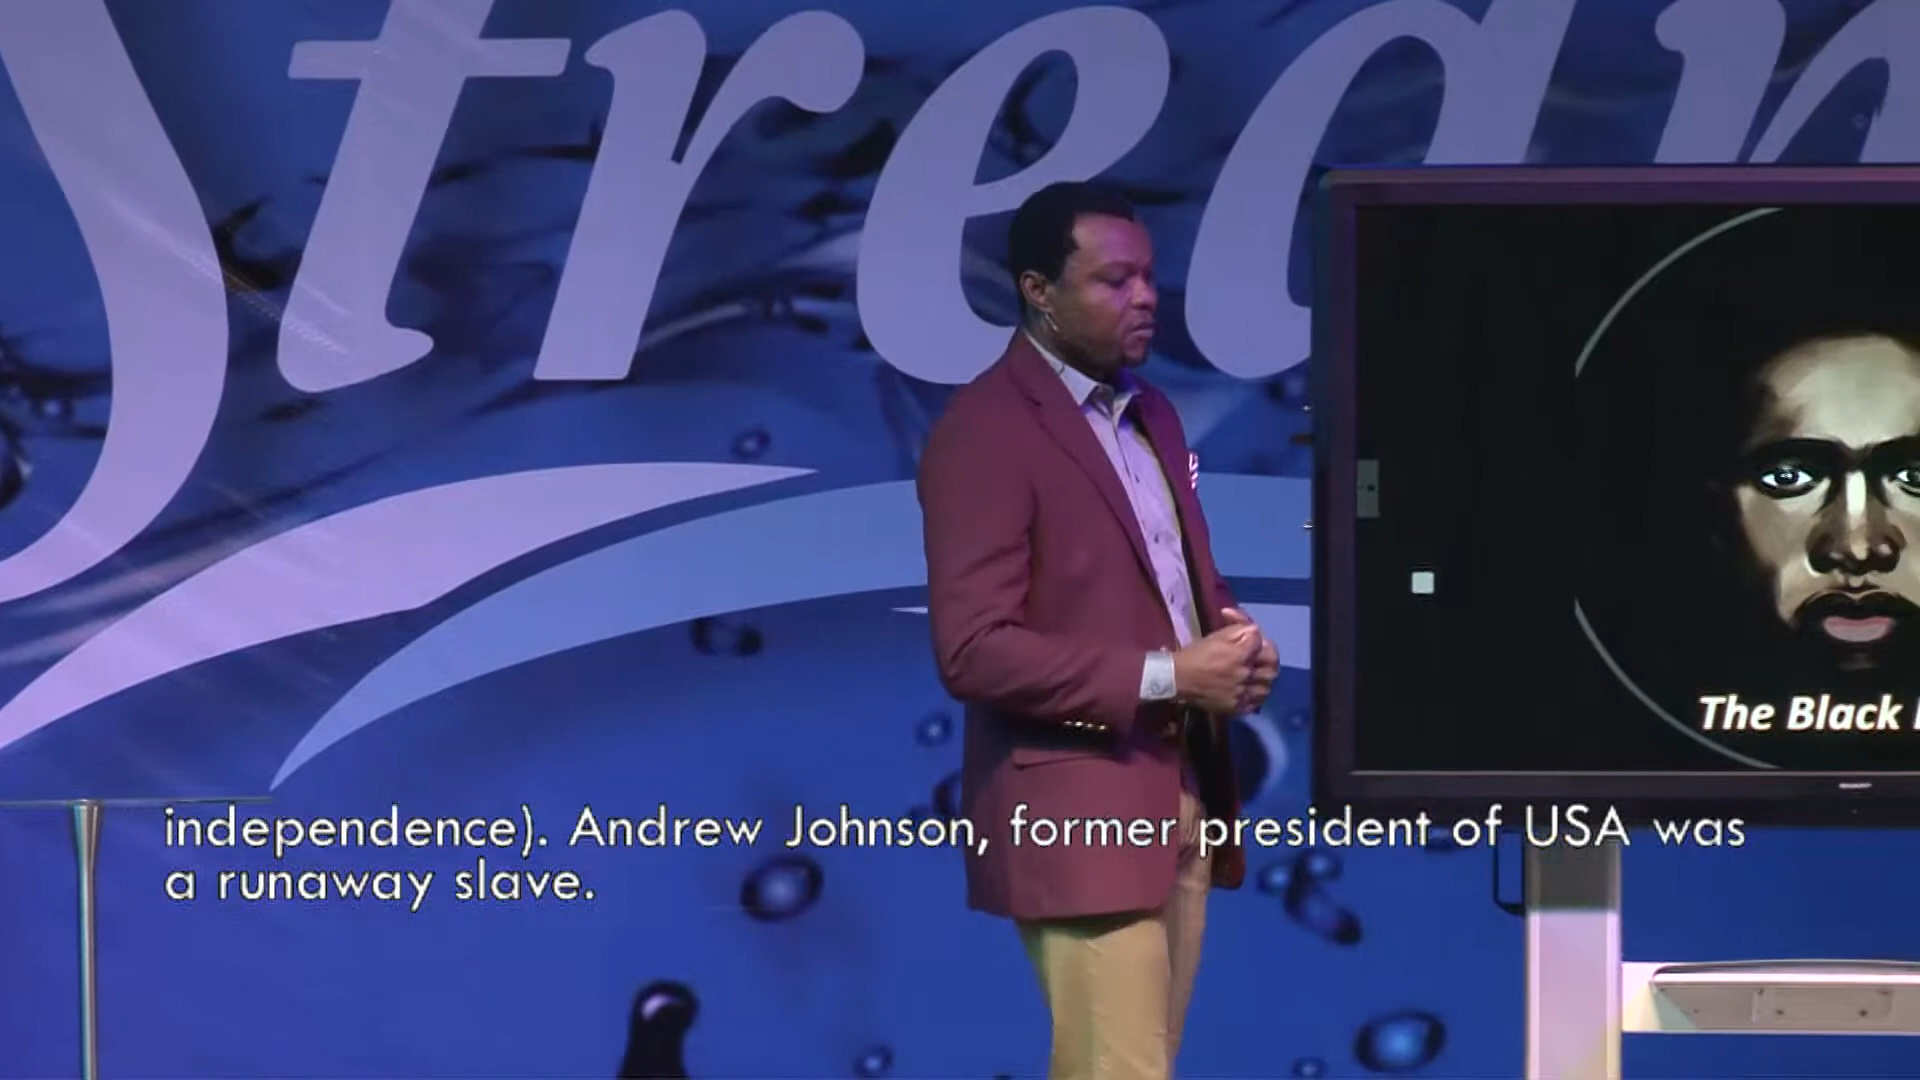 Strea
The Black
independence). Andrew Johnson, former president of USA was
a runaway slave.